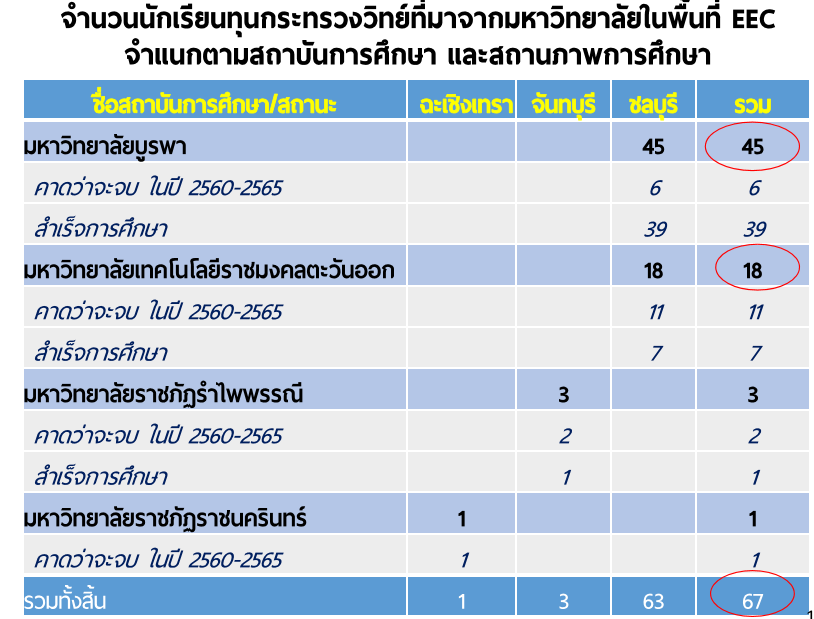 จำนวนนักเรียนทุนกระทรวงวิทย์ที่มาจากมหาวิทยาลัยในพื้นที่ EEC
จำแนกตามสถาบันการศึกษา และสถานภาพการศึกษา
ชื่อสถาบันการศึกษา/สถานะ ฉะเชิงเทรา จันทบุรี ชลบุรี รวม
มหาวิทยาลัยบูรพา 45 45
คาดว่าจะจบ ในปี 2560-2565 6 6
สำเร็จการศึกษา 39 39
มหาวิทยาลัยเทคโนโลยีราชมงคลตะวันออก 18 18
คาดว่าจะจบ ในปี 2560-2565 11 11
สำเร็จการศึกษา 7 7
มหาวิทยาลัยราชภัฏรำไพพรรณี 3 3
คาดว่าจะจบ ในปี 2560-2565 2 2
สำเร็จการศึกษา 1 1
มหาวิทยาลัยราชภัฏราชนครินทร์ 1 1
คาดว่าจะจบ ในปี 2560-2565 1 1
รวมทั้งสิ้น 1 3 63 67
1